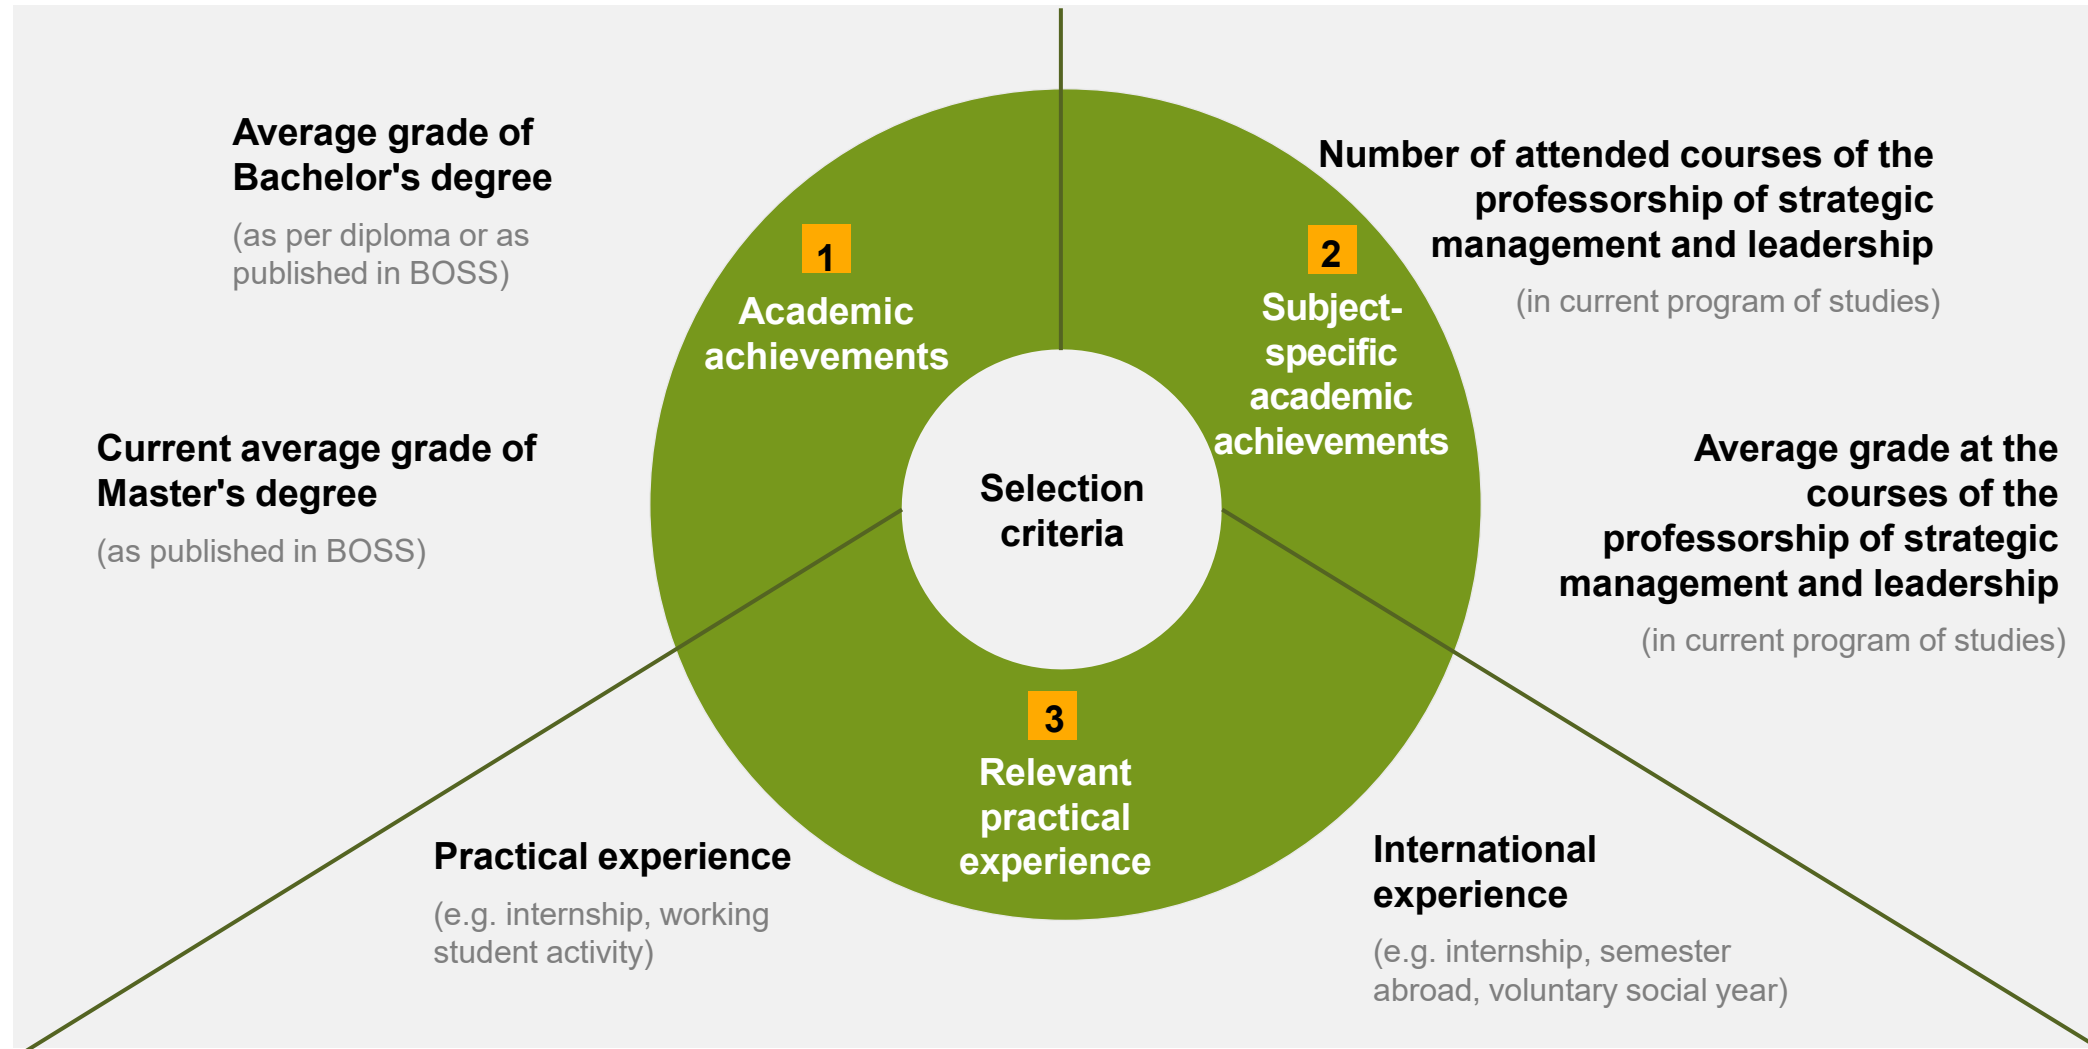 Average grade of
Bachelor's degree
(as per diploma or as
published in BOSS)
Current average grade of
Master's degree
(as published in BOSS)
1
Academic
achievements
2
Subject-
specific
academic
achievements
Number of attended courses of the
professorship of strategic
management and leadership
(in current program of studies)
Average grade at the
courses of the
professorship of strategic
management and leadership
(in current program of studies)
Selection
criteria
3
Relevant
practical
experience
Practical experience
(e.g. internship, working
student activity)
International
experience
(e.g. internship, semester
abroad, voluntary social year)